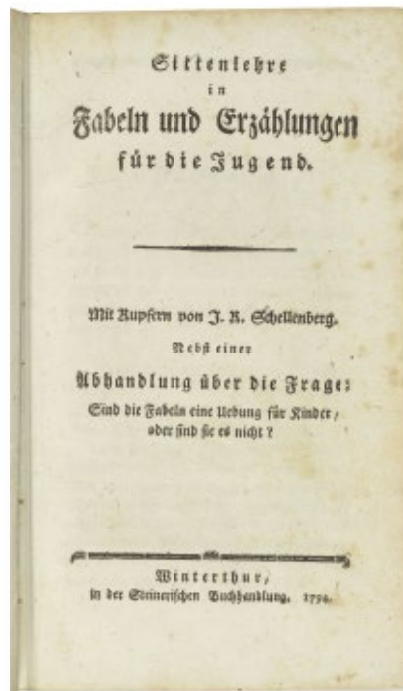 Sittenlehre
in
Fabeln und Erzählungen
für die Jugend.
Mit Kupfern von J. R. Schellenberg.
Nebst einer
Abhandlung über die Frage:
Sind die Fabeln eine Uebung für Kinder,
oder sind sie es nicht?
Winterthur,
in der Steinerischen Buchhandlung. 1794.